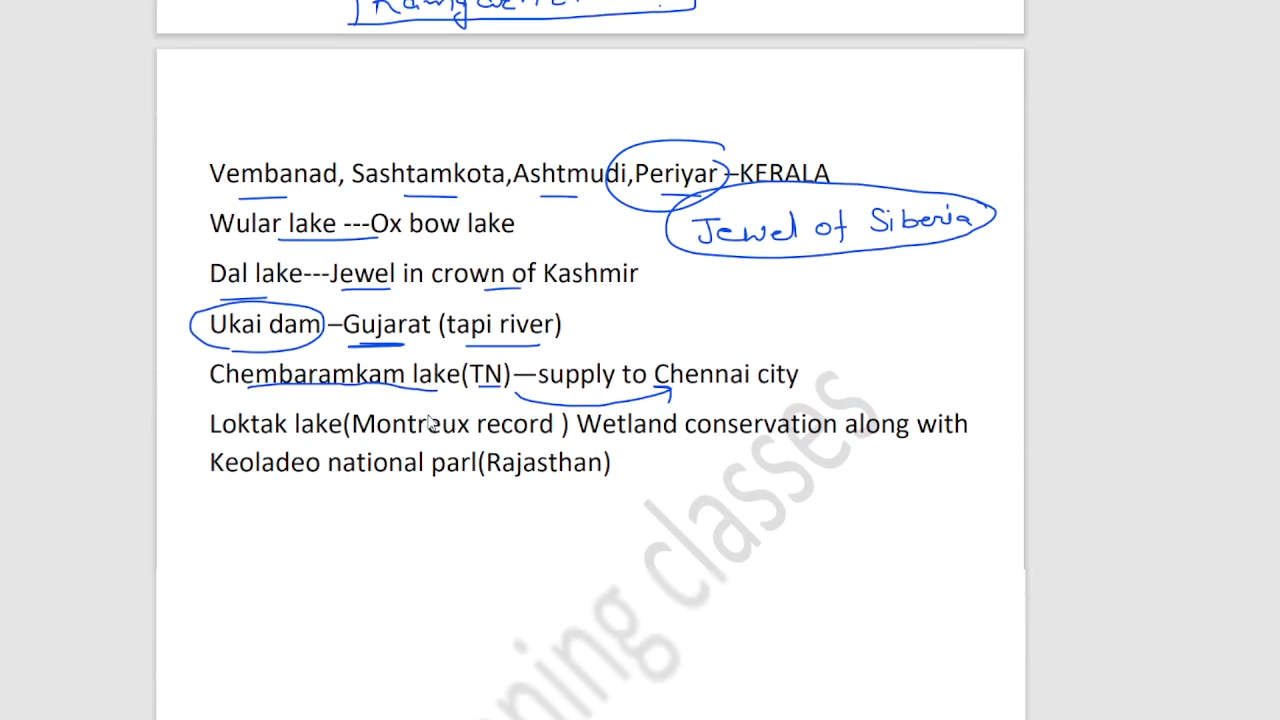 Vembanad, Sashtamkota,Ashtmudi,Periyar –KERALA
Jewel of Siberia
Wular lake ---Ox bow lake
Dal lake---Jewel in crown of Kashmir
Ukai dam –Gujarat (tapi river)
Chembaramkam lake(TN)—supply to Chennai city
Loktak lake(Montreux record ) Wetland conservation along with
Keoladeo national parl(Rajasthan)
ning classes